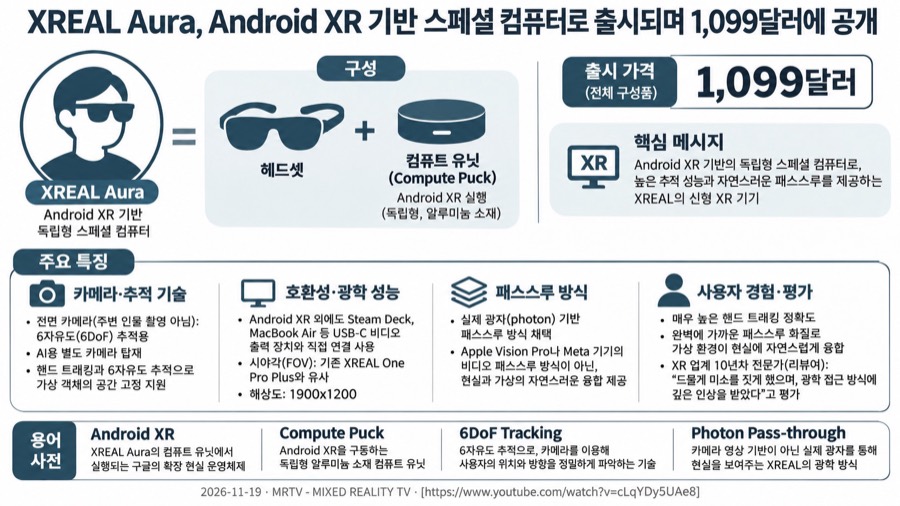 XREAL Aura, Android XR 기반 스페셜 컴퓨터로 출시되며 1,099달러에 공개
XREAL Aura
Android XR 기반
독립형 스페셜 컴퓨터
=
구성
헤드셋
+
컴퓨트 유닛
(Compute Puck)
Android XR 실행
(독립형, 알루미늄 소재)
출시 가격
(전체 구성품)
1,099달러
XR
핵심 메시지
Android XR 기반의 독립형 스페셜 컴퓨터로,
높은 추적 성능과 자연스러운 패스스루를 제공하는
XREAL의 신형 XR 기기
주요 특징
카메라·추적 기술
• 전면 카메라(주변 인물 촬영 아님):
6자유도(6DoF) 추적용
• AI용 별도 카메라 탑재
• 핸드 트래킹과 6자유도 추적으로
가상 객체의 공간 고정 지원
호환성·광학 성능
• Android XR 외에도 Steam Deck,
MacBook Air 등 USB-C 비디오
출력 장치와 직접 연결 사용
• 시야각(FOV): 기존 XREAL One
Pro Plus와 유사
• 해상도: 1900x1200
패스스루 방식
• 실제 광자(photon) 기반
패스스루 방식 채택
• Apple Vision Pro나 Meta 기기의
비디오 패스스루 방식이 아닌,
현실과 가상의 자연스러운 융합 제공
사용자 경험·평가
• 매우 높은 핸드 트래킹 정확도
• 완벽에 가까운 패스스루 화질로
가상 환경이 현실에 자연스럽게 융합
• XR 업계 10년차 전문가(리뷰어):
“드물게 미소를 짓게 했으며, 광학 접근 방식에
깊은 인상을 받았다”고 평가
용어
사전
Android XR
XREAL Aura의 컴퓨트 유닛에서
실행되는 구글의 확장 현실 운영체제
Compute Puck
Android XR을 구동하는
독립형 알루미늄 소재 컴퓨트 유닛
6DoF Tracking
6자유도 추적으로, 카메라를 이용해
사용자의 위치와 방향을 정밀하게 파악하는 기술
Photon Pass-through
카메라 영상 기반이 아닌 실제 광자를 통해
현실을 보여주는 XREAL의 광학 방식
2026-11-19 · MRTV - MIXED REALITY TV · [https://www.youtube.com/watch?v=cLqYDy5UAe8]